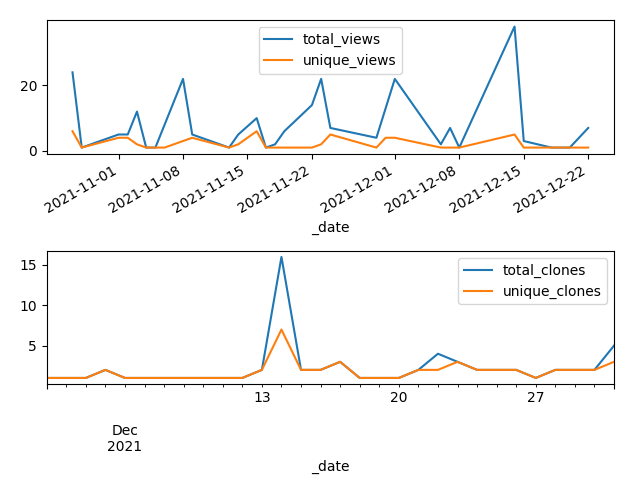 total_views
unique_views
20
0
2021-11-01
2021-11-08
2021-11-15
2021-11-22
2021-12-01
2021-12-08
2021-12-15
2021-12-22
_date
total_clones
unique_clones
15
10
5
13
20
27
Dec
2021
_date